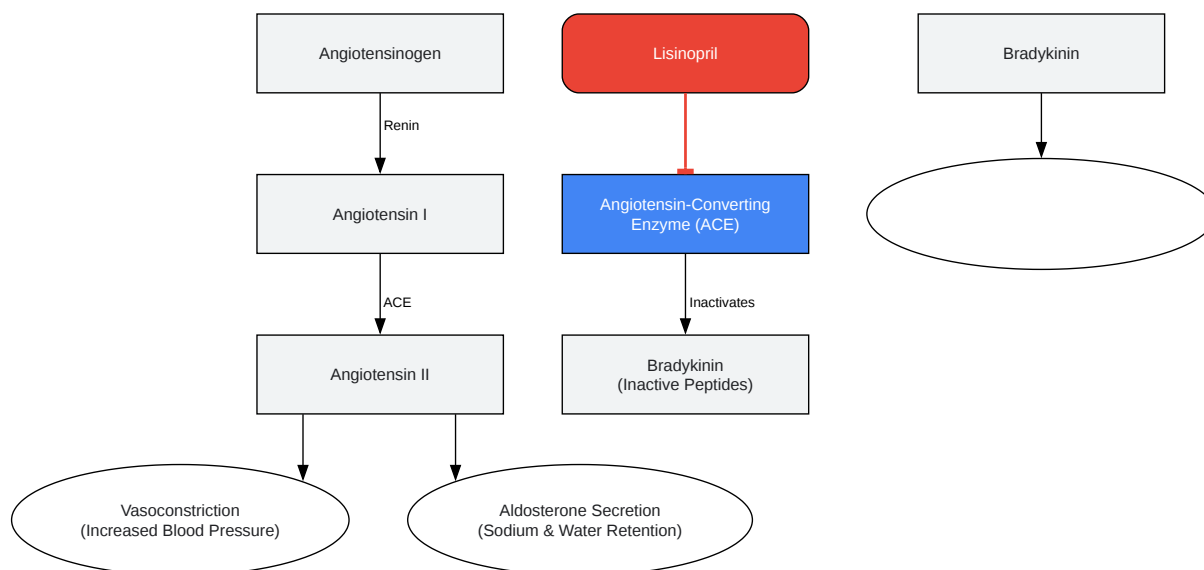 Angiotensinogen
Lisinopril
Bradykinin
Renin
Angiotensin I
Angiotensin-Converting
Enzyme (ACE)
ACE
Inactivates
Angiotensin II
Bradykinin
(Inactive Peptides)
Vasoconstriction
(Increased Blood Pressure)
Aldosterone Secretion
(Sodium & Water Retention)